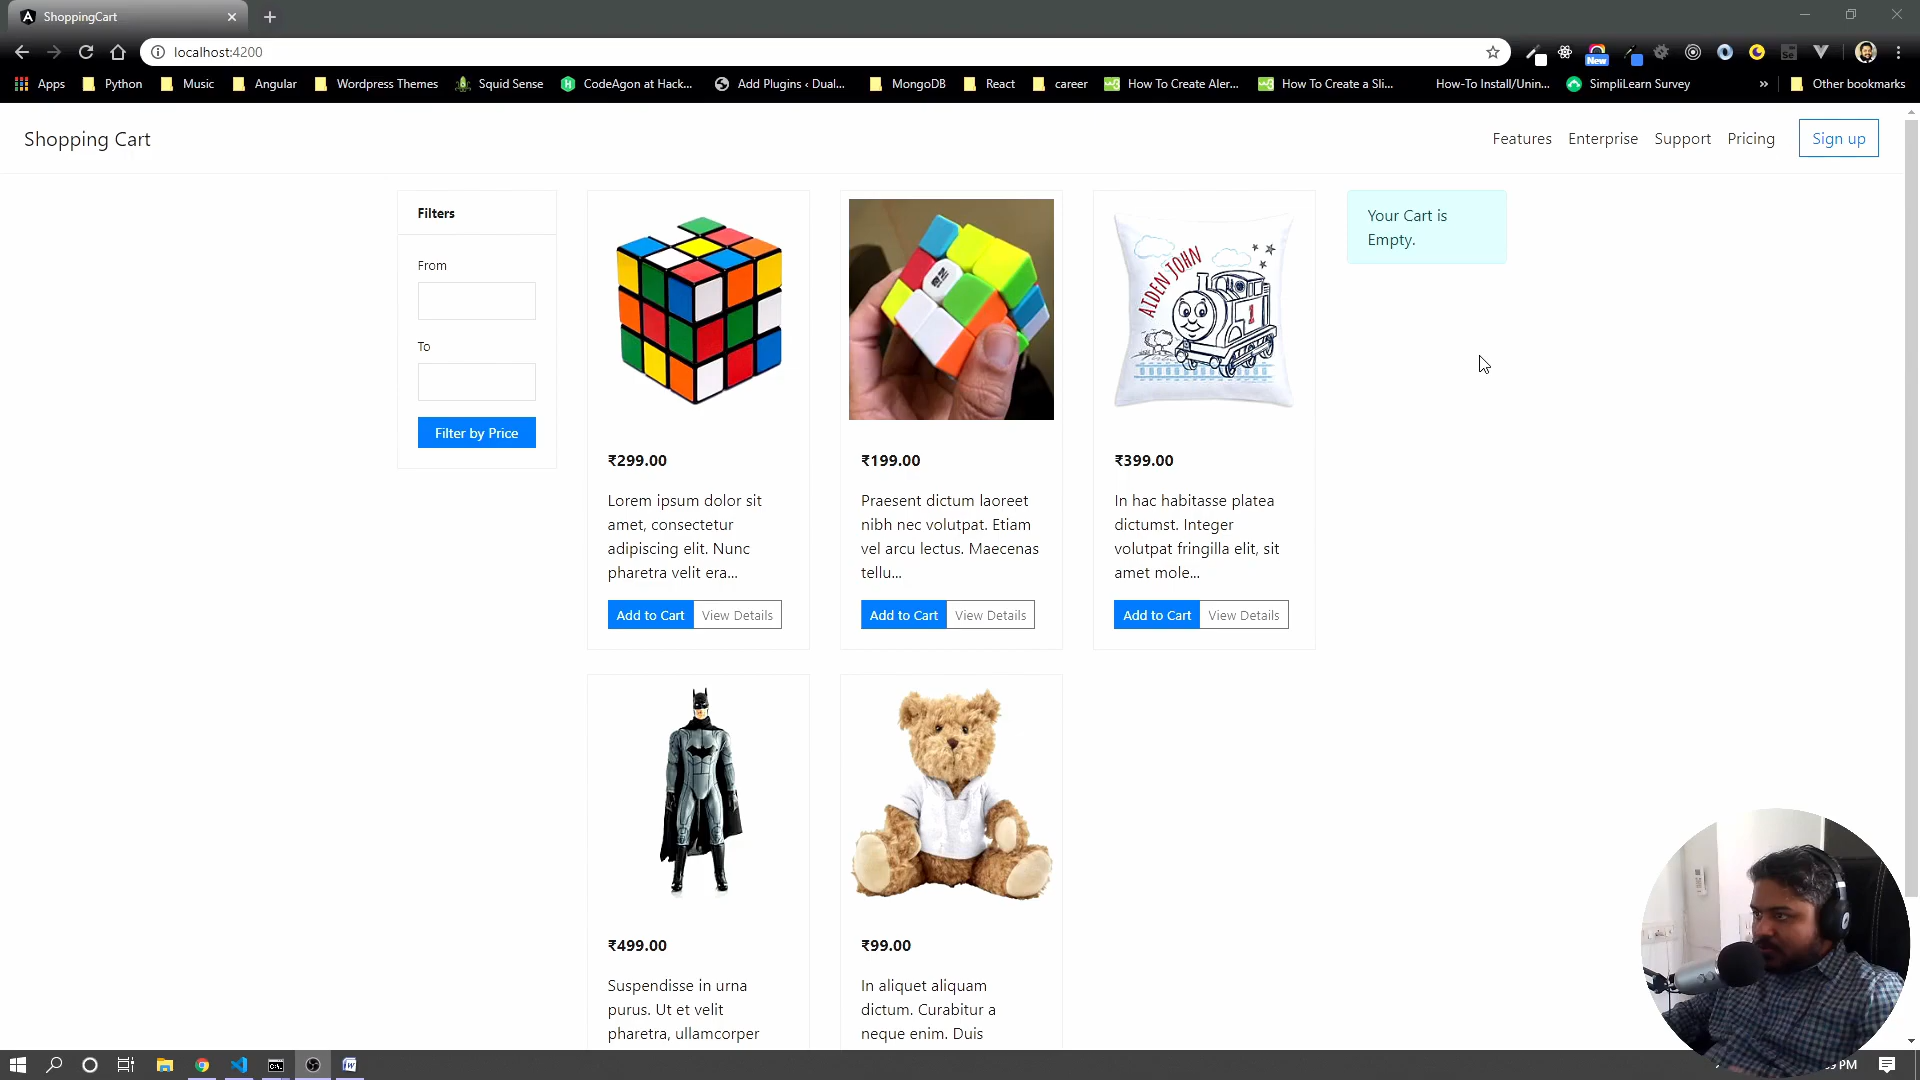 ShoppingCart
localhost:4200
New
Apps
Python
Music
Angular
Wordpress Themes
Squid Sense
CodeAgon at Hack...
Add Plugins ‹ Dual...
MongoDB
React
career
How To Create Aler...
How To Create a Sli...
How-To Install/Unin...
SimpliLearn Survey
»
Other bookmarks
Shopping Cart
Features
Enterprise
Support
Pricing
Sign up
Filters
From
To
Filter by Price
AIDEN JOHN
Your Cart is
Empty.
₹299.00
Lorem ipsum dolor sit
amet, consectetur
adipiscing elit. Nunc
pharetra velit era...
Add to Cart
View Details
₹199.00
Praesent dictum laoreet
nibh nec volutpat. Etiam
vel arcu lectus. Maecenas
tellu...
Add to Cart
View Details
₹399.00
In hac habitasse platea
dictumst. Integer
volutpat fringilla elit, sit
amet mole...
Add to Cart
View Details
₹499.00
Suspendisse in urna
purus. Ut et velit
pharetra, ullamcorper
₹99.00
In aliquet aliquam
dictum. Curabitur a
neque enim. Duis
PM